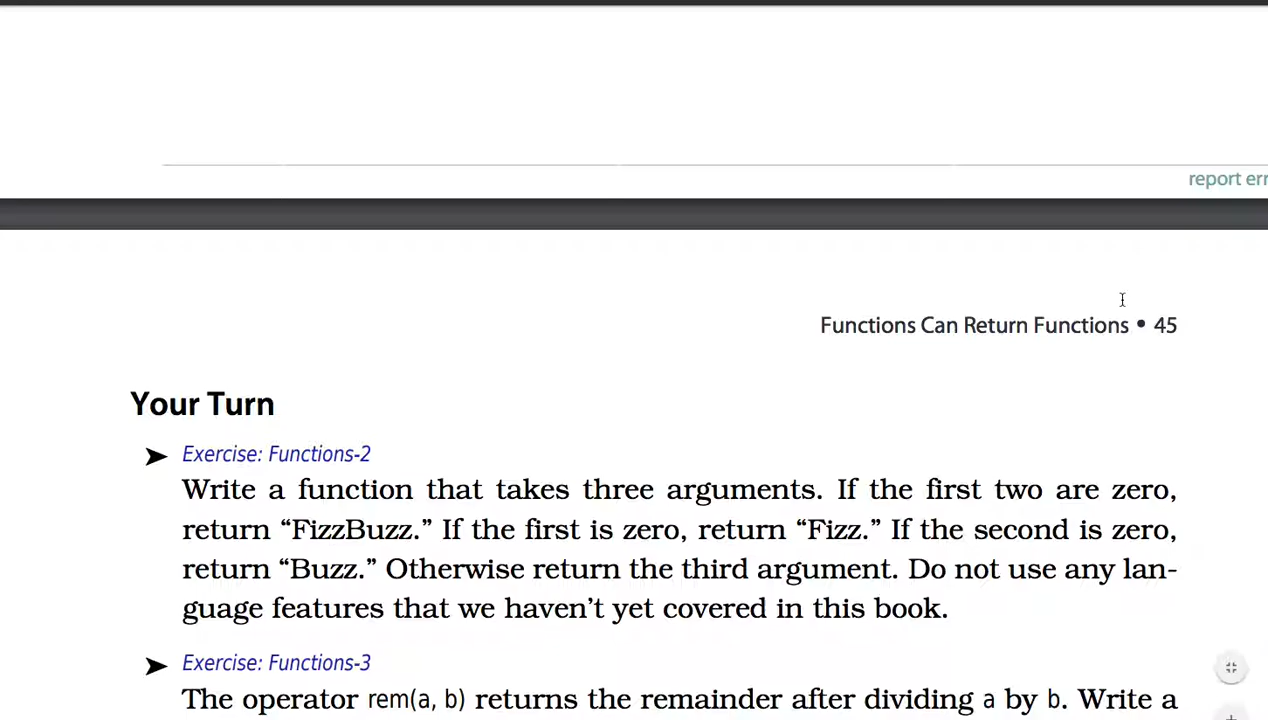 report err
Functions Can Return Functions • 45
Your Turn
➤ Exercise: Functions-2
Write a function that takes three arguments. If the first two are zero,
return “FizzBuzz.” If the first is zero, return “Fizz.” If the second is zero,
return “Buzz.” Otherwise return the third argument. Do not use any lan-
guage features that we haven’t yet covered in this book.
➤ Exercise: Functions-3
The operator rem(a, b) returns the remainder after dividing a by b. Write a